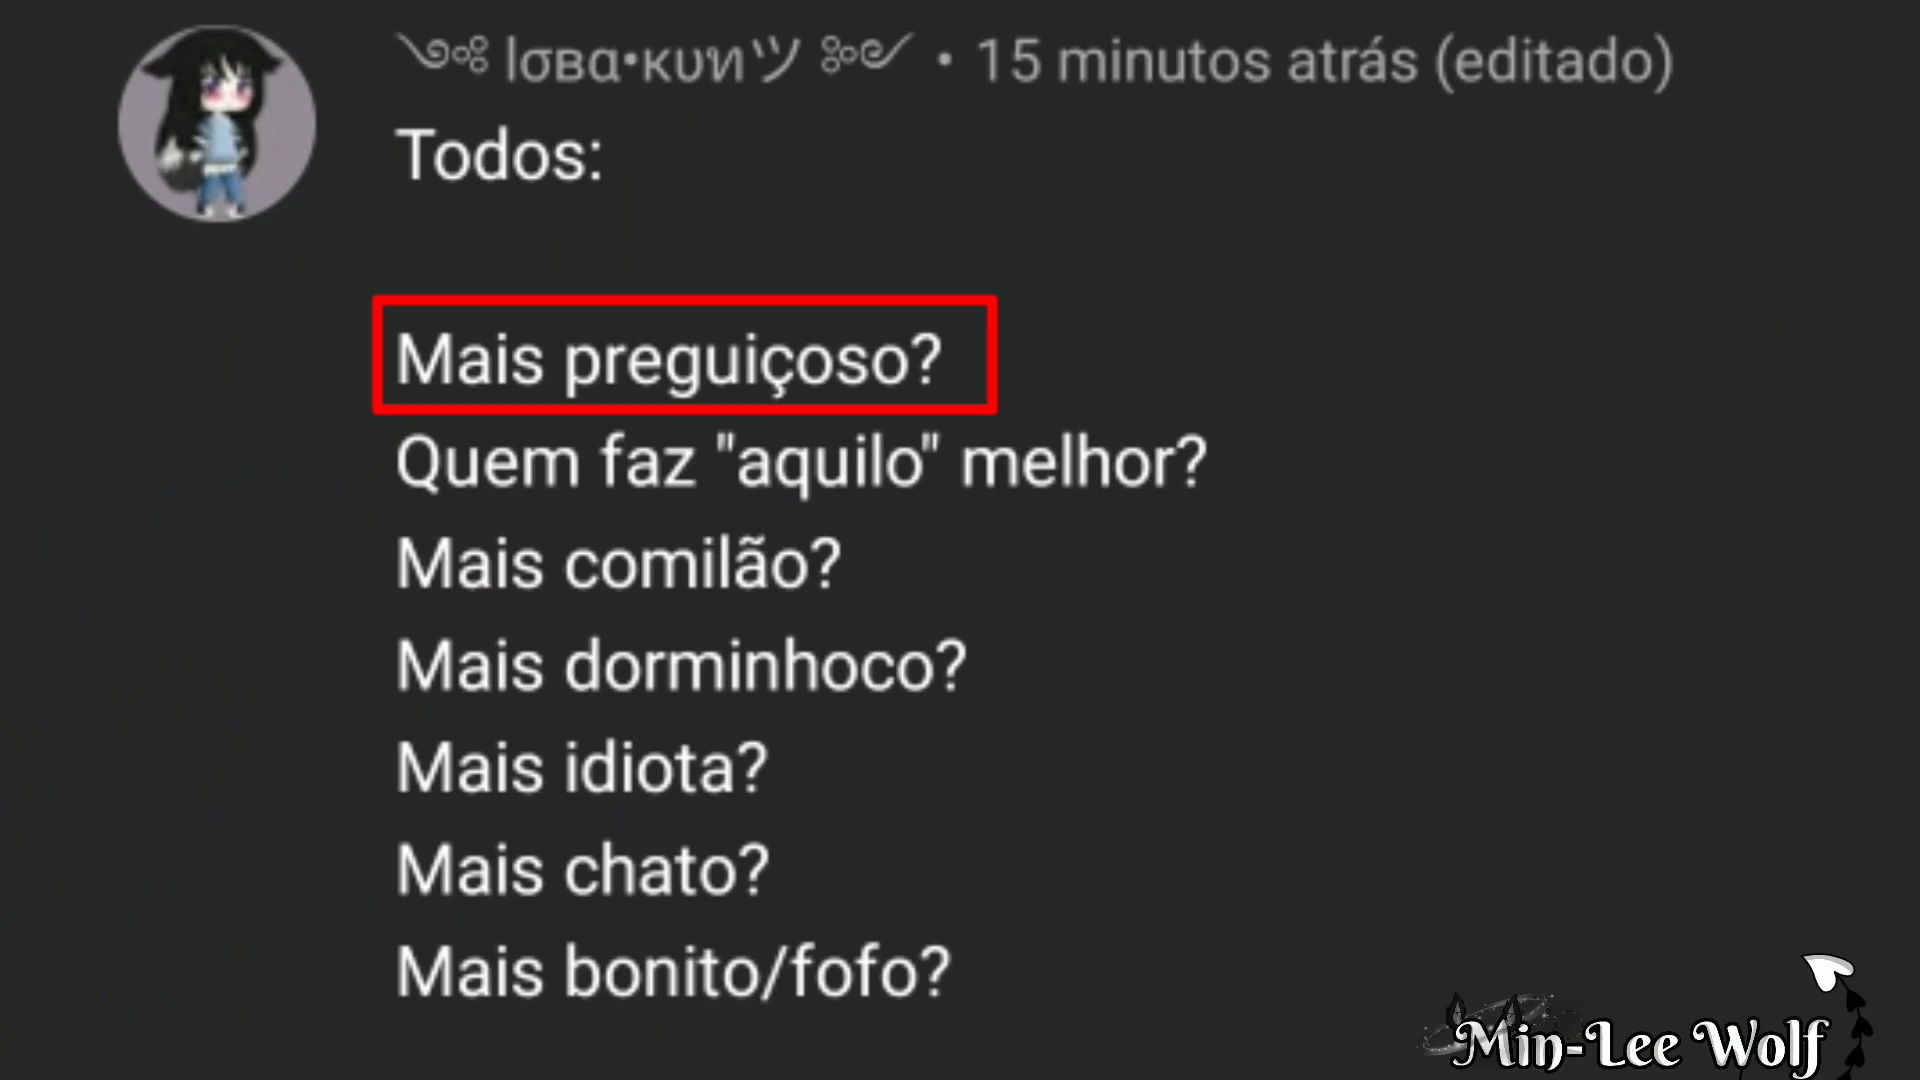 ༄༅ lσвα•кυиツ ༅༄ • 15 minutos atrás (editado)
Todos:
Mais preguiçoso?
Quem faz "aquilo" melhor?
Mais comilão?
Mais dorminhoco?
Mais idiota?
Mais chato?
Mais bonito/fofo?
Min-Lee Wolf